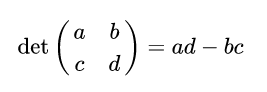 det ( a b
c d ) = ad − bc